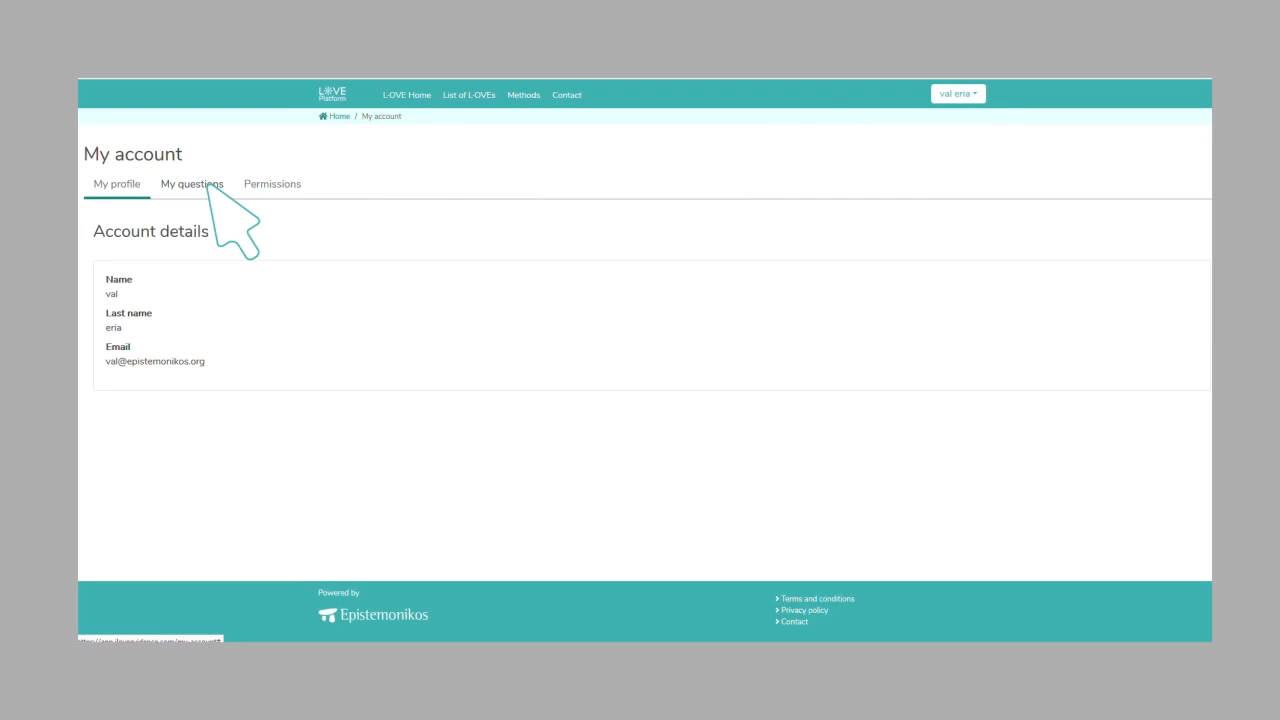 L☼VE
Platform
L·OVE Home
List of L·OVEs
Methods
Contact
val eria
Home / My account
My account
My profile
My questions
Permissions
Account details
Name
val
Last name
eria
Email
val@epistemonikos.org
Powered by
Epistemonikos
Terms and conditions
Privacy policy
Contact